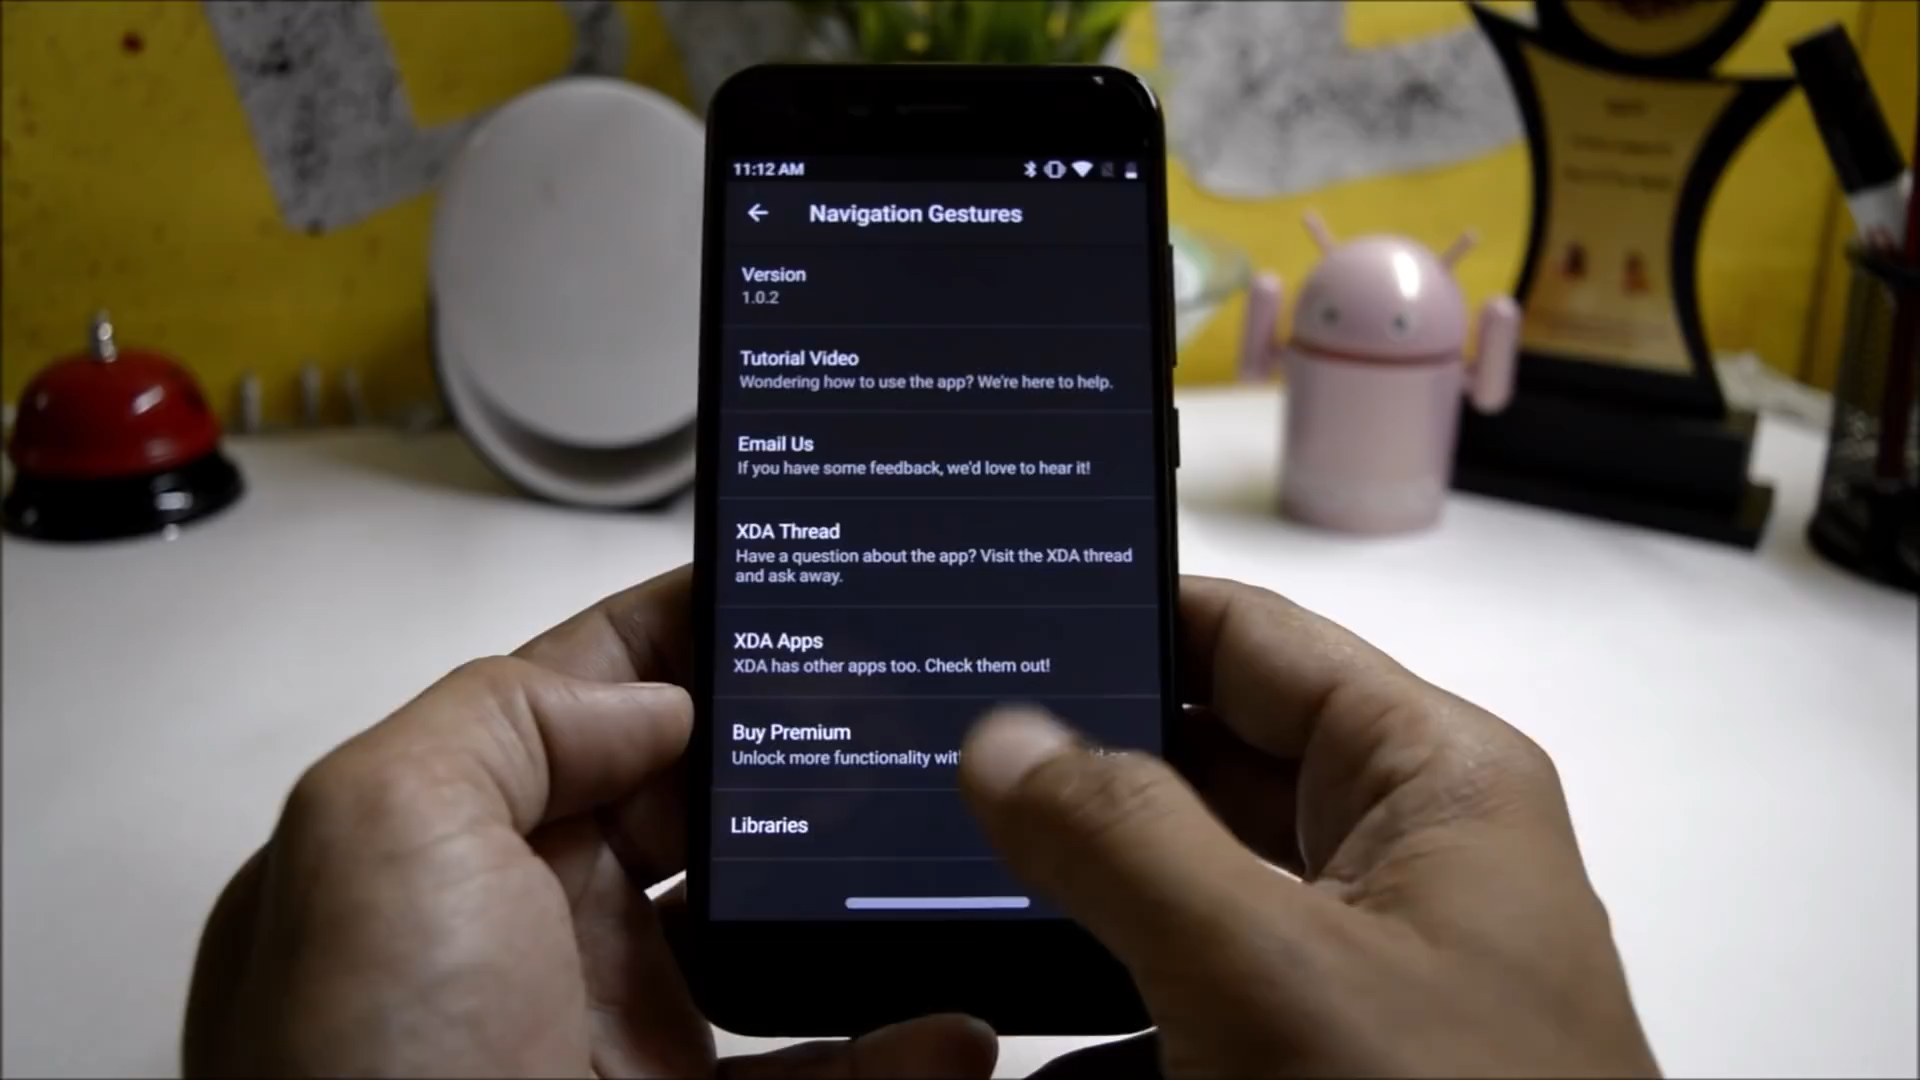 11:12 AM
Navigation Gestures
Version
1.0.2
Tutorial Video
Wondering how to use the app? We're here to help.
Email Us
If you have some feedback, we'd love to hear it!
XDA Thread
Have a question about the app? Visit the XDA thread
and ask away.
XDA Apps
XDA has other apps too. Check them out!
Buy Premium
Unlock more functionality
Libraries